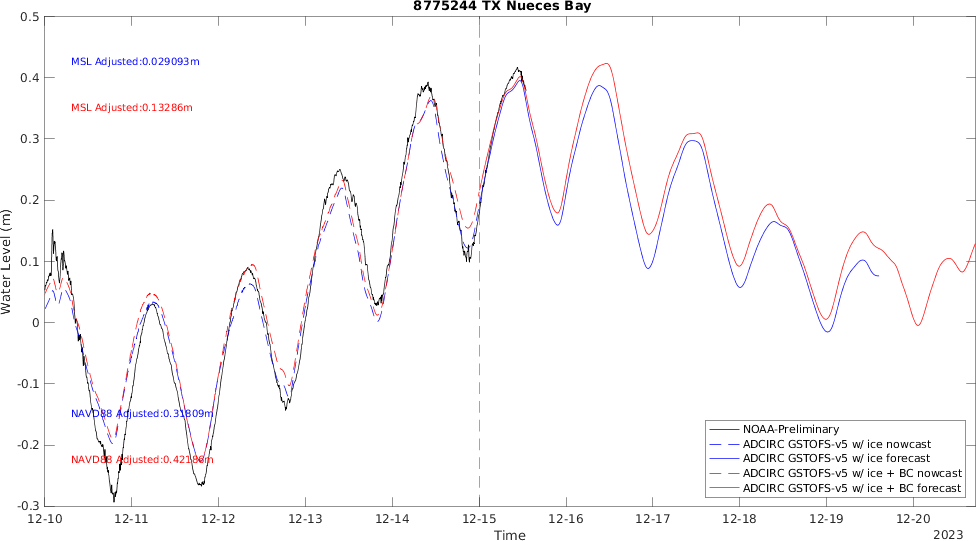 8775244 TX Nueces Bay
0.5
0.4
0.3
0.2
0.1
0
-0.1
-0.2
-0.3
Water Level (m)
MSL Adjusted:0.029093m
MSL Adjusted:0.13286m
NAVD88 Adjusted:0.31809m
NAVD88 Adjusted:0.42186m
NOAA-Preliminary
ADCIRC GSTOFS-v5 w/ ice nowcast
ADCIRC GSTOFS-v5 w/ ice forecast
ADCIRC GSTOFS-v5 w/ ice + BC nowcast
ADCIRC GSTOFS-v5 w/ ice + BC forecast
12-10 12-11 12-12 12-13 12-14 12-15 12-16 12-17 12-18 12-19 12-20
Time
2023